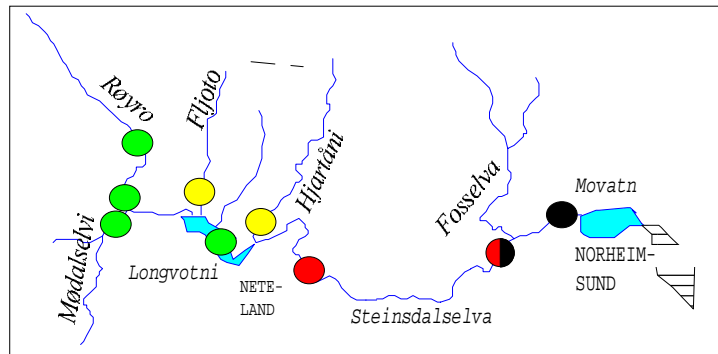 Røyro
Fljoto
Hjartåni
Fosselva
Movatn
Mødalselvi
Longvotni
NETE-
LAND
Steinsdalselva
NORHEIM-
SUND